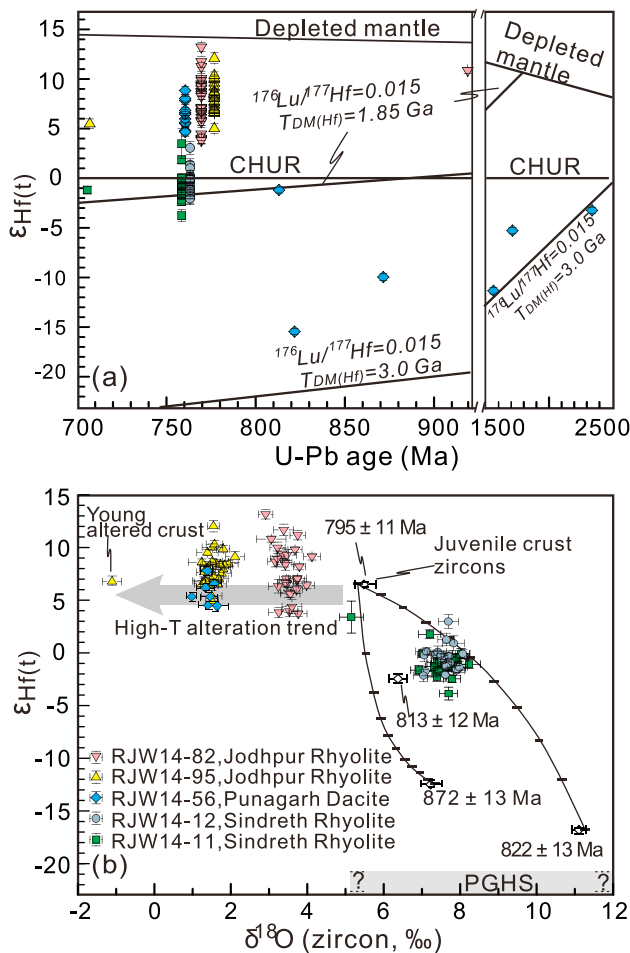 Depleted mantle
Depleted
mantle
¹⁷⁶Lu/¹⁷⁷Hf=0.015
TDM(Hf)=1.85 Ga
CHUR
CHUR
¹⁷⁶Lu/¹⁷⁷Hf=0.015
TDM(Hf)=3.0 Ga
¹⁷⁶Lu/¹⁷⁷Hf=0.015
TDM(Hf)=3.0 Ga
(a)
εHf(t)
15
10
5
0
-5
-10
-15
-20
700
750
800
850
900
1500
2500
U-Pb age (Ma)
Young
altered crust
795 ± 11 Ma
Juvenile crust
zircons
High-T alteration trend
813 ± 12 Ma
872 ± 13 Ma
822 ± 13 Ma
RJW14-82,Jodhpur Rhyolite
RJW14-95,Jodhpur Rhyolite
RJW14-56,Punagarh Dacite
RJW14-12,Sindreth Rhyolite
RJW14-11,Sindreth Rhyolite
(b)
? PGHS ?
εHf(t)
15
10
5
0
-5
-10
-15
-20
-2
0
2
4
6
8
10
12
δ¹⁸O (zircon, ‰)